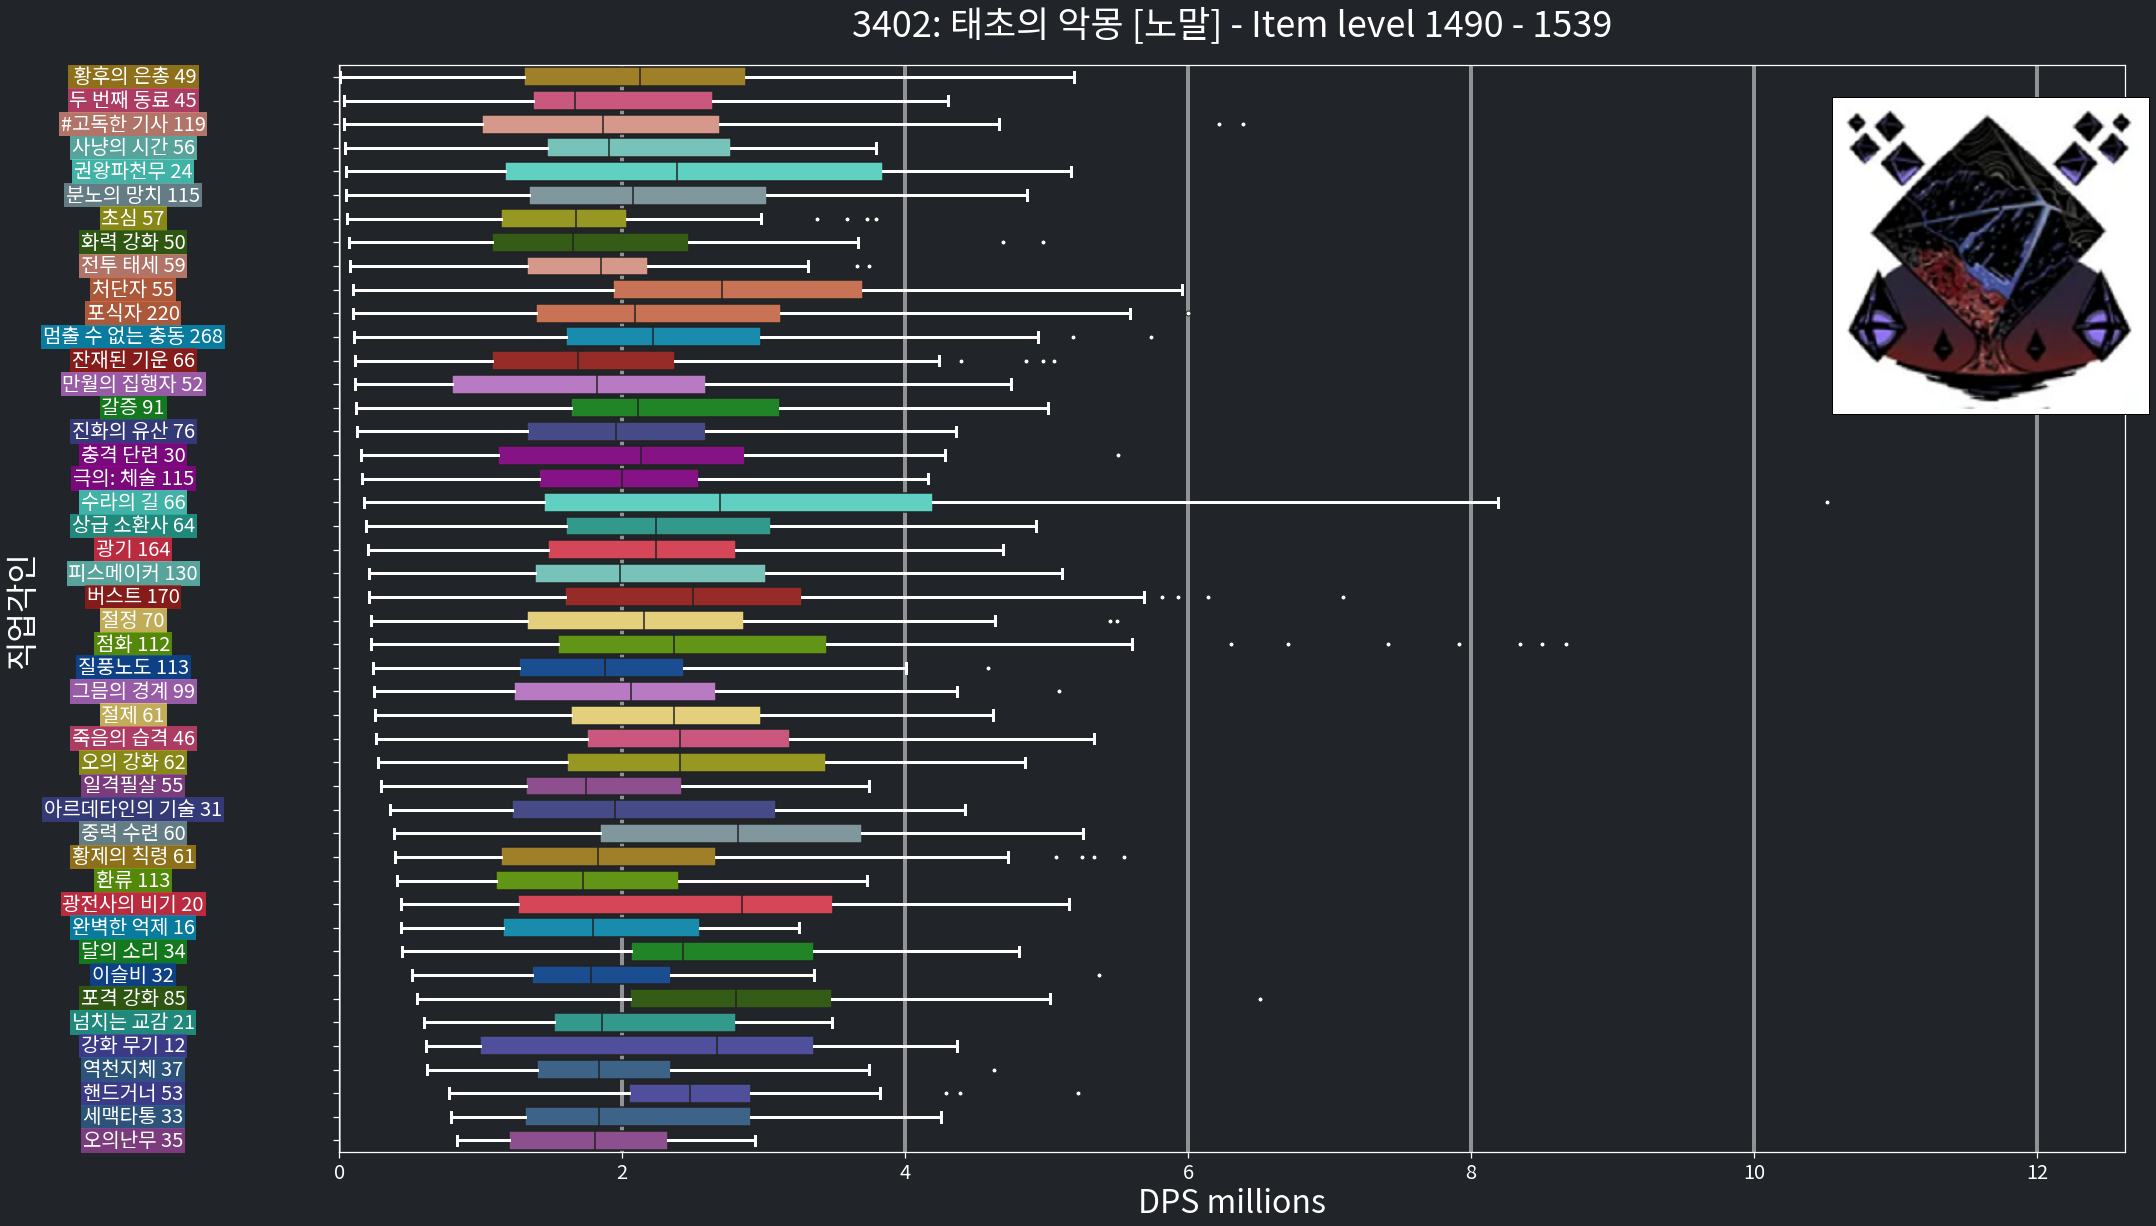 3402: 태초의 악몽 [노말] - Item level 1490 - 1539
황후의 은총 49
두 번째 동료 45
#고독한 기사 119
사냥의 시간 56
권왕파천무 24
분노의 망치 115
초심 57
화력 강화 50
전투 태세 59
처단자 55
포식자 220
멈출 수 없는 충동 268
잔재된 기운 66
만월의 집행자 52
갈증 91
진화의 유산 76
충격 단련 30
극의: 체술 115
수라의 길 66
상급 소환사 64
광기 164
피스메이커 130
버스트 170
절정 70
점화 112
질풍노도 113
그믐의 경계 99
절제 61
죽음의 습격 46
오의 강화 62
일격필살 55
아르데타인의 기술 31
중력 수련 60
황제의 칙령 61
환류 113
광전사의 비기 20
완벽한 억제 16
달의 소리 34
이슬비 32
포격 강화 85
넘치는 교감 21
강화 무기 12
역천지체 37
핸드거너 53
세맥타통 33
오의난무 35
직업각인
0 2 4 6 8 10 12
DPS millions